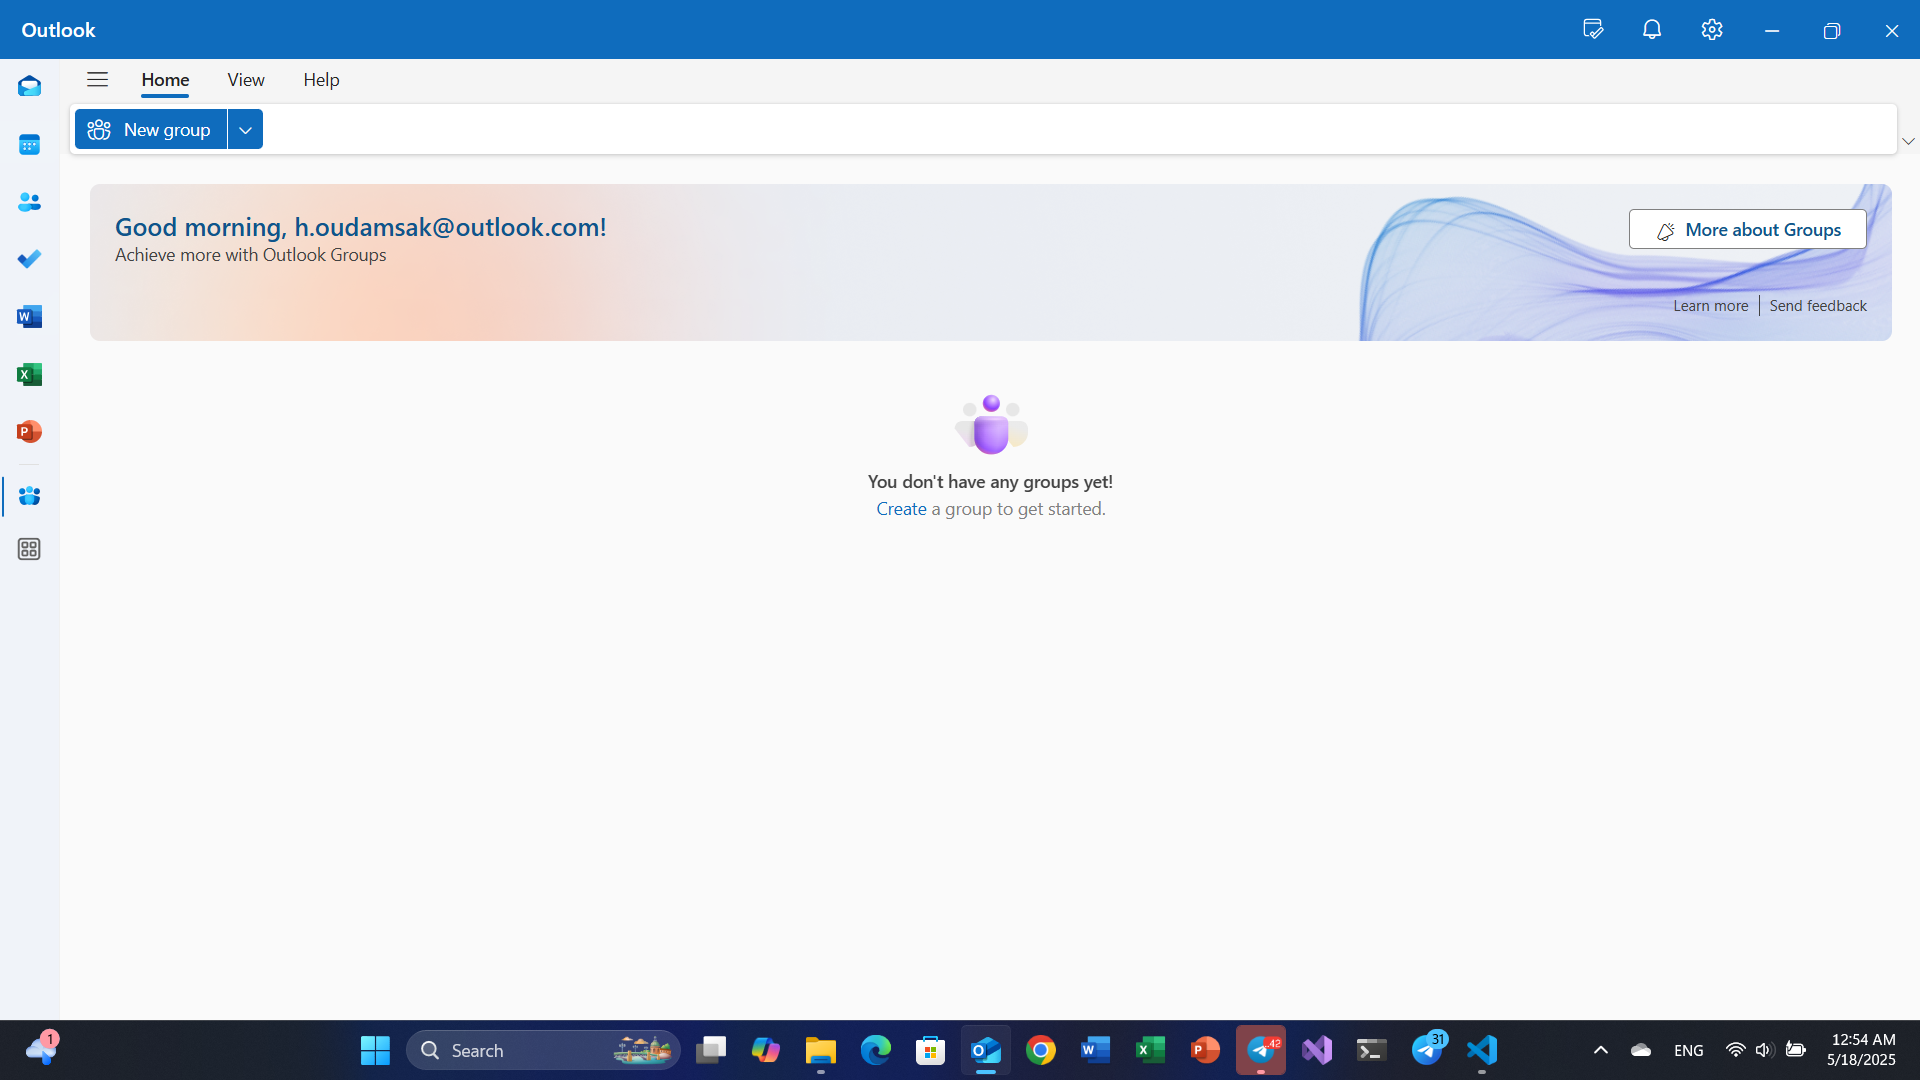 Outlook
Home View Help
New group
Good morning, h.oudamsak@outlook.com!
Achieve more with Outlook Groups
More about Groups
Learn more | Send feedback
You don't have any groups yet!
Create a group to get started.
1
Search
..42
31
ENG
12:54 AM
5/18/2025